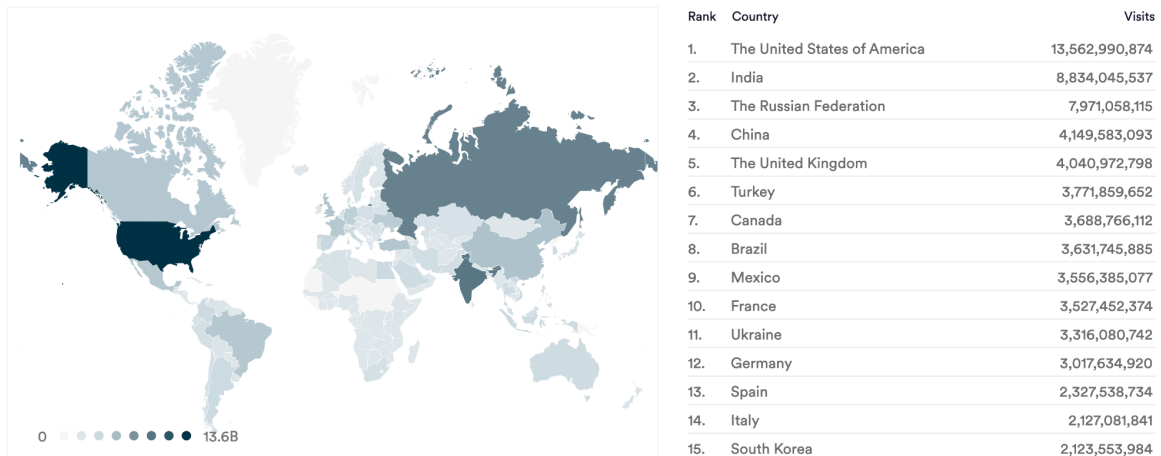 Rank Country Visits
1. The United States of America 13,562,990,874
2. India 8,834,045,537
3. The Russian Federation 7,971,058,115
4. China 4,149,583,093
5. The United Kingdom 4,040,972,798
6. Turkey 3,771,859,652
7. Canada 3,688,766,112
8. Brazil 3,631,745,885
9. Mexico 3,556,385,077
10. France 3,527,452,374
11. Ukraine 3,316,080,742
12. Germany 3,017,634,920
13. Spain 2,327,538,734
14. Italy 2,127,081,841
15. South Korea 2,123,553,984
0 13.6B